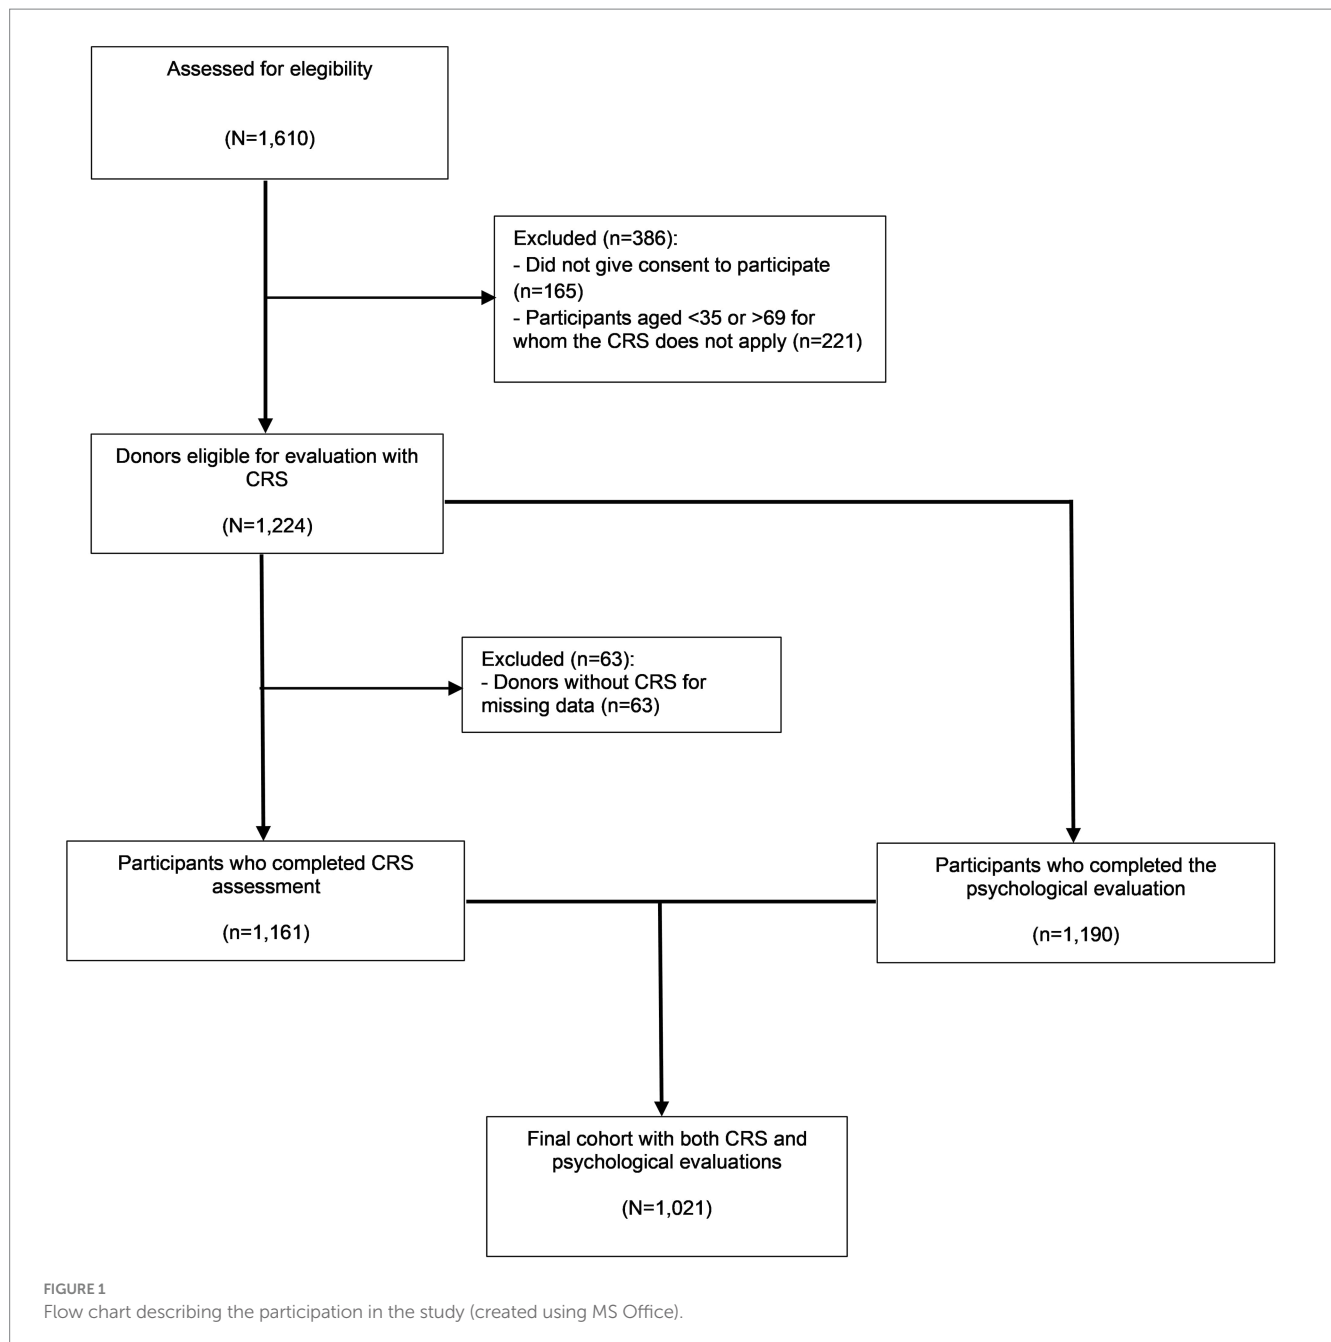 Assessed for elegibility
(N=1,610)
Excluded (n=386):
- Did not give consent to participate
(n=165)
- Participants aged <35 or >69 for
whom the CRS does not apply (n=221)
Donors eligible for evaluation with
CRS
(N=1,224)
Excluded (n=63):
- Donors without CRS for
missing data (n=63)
Participants who completed CRS
assessment
(n=1,161)
Participants who completed the
psychological evaluation
(n=1,190)
Final cohort with both CRS and
psychological evaluations
(N=1,021)
FIGURE 1
Flow chart describing the participation in the study (created using MS Office).